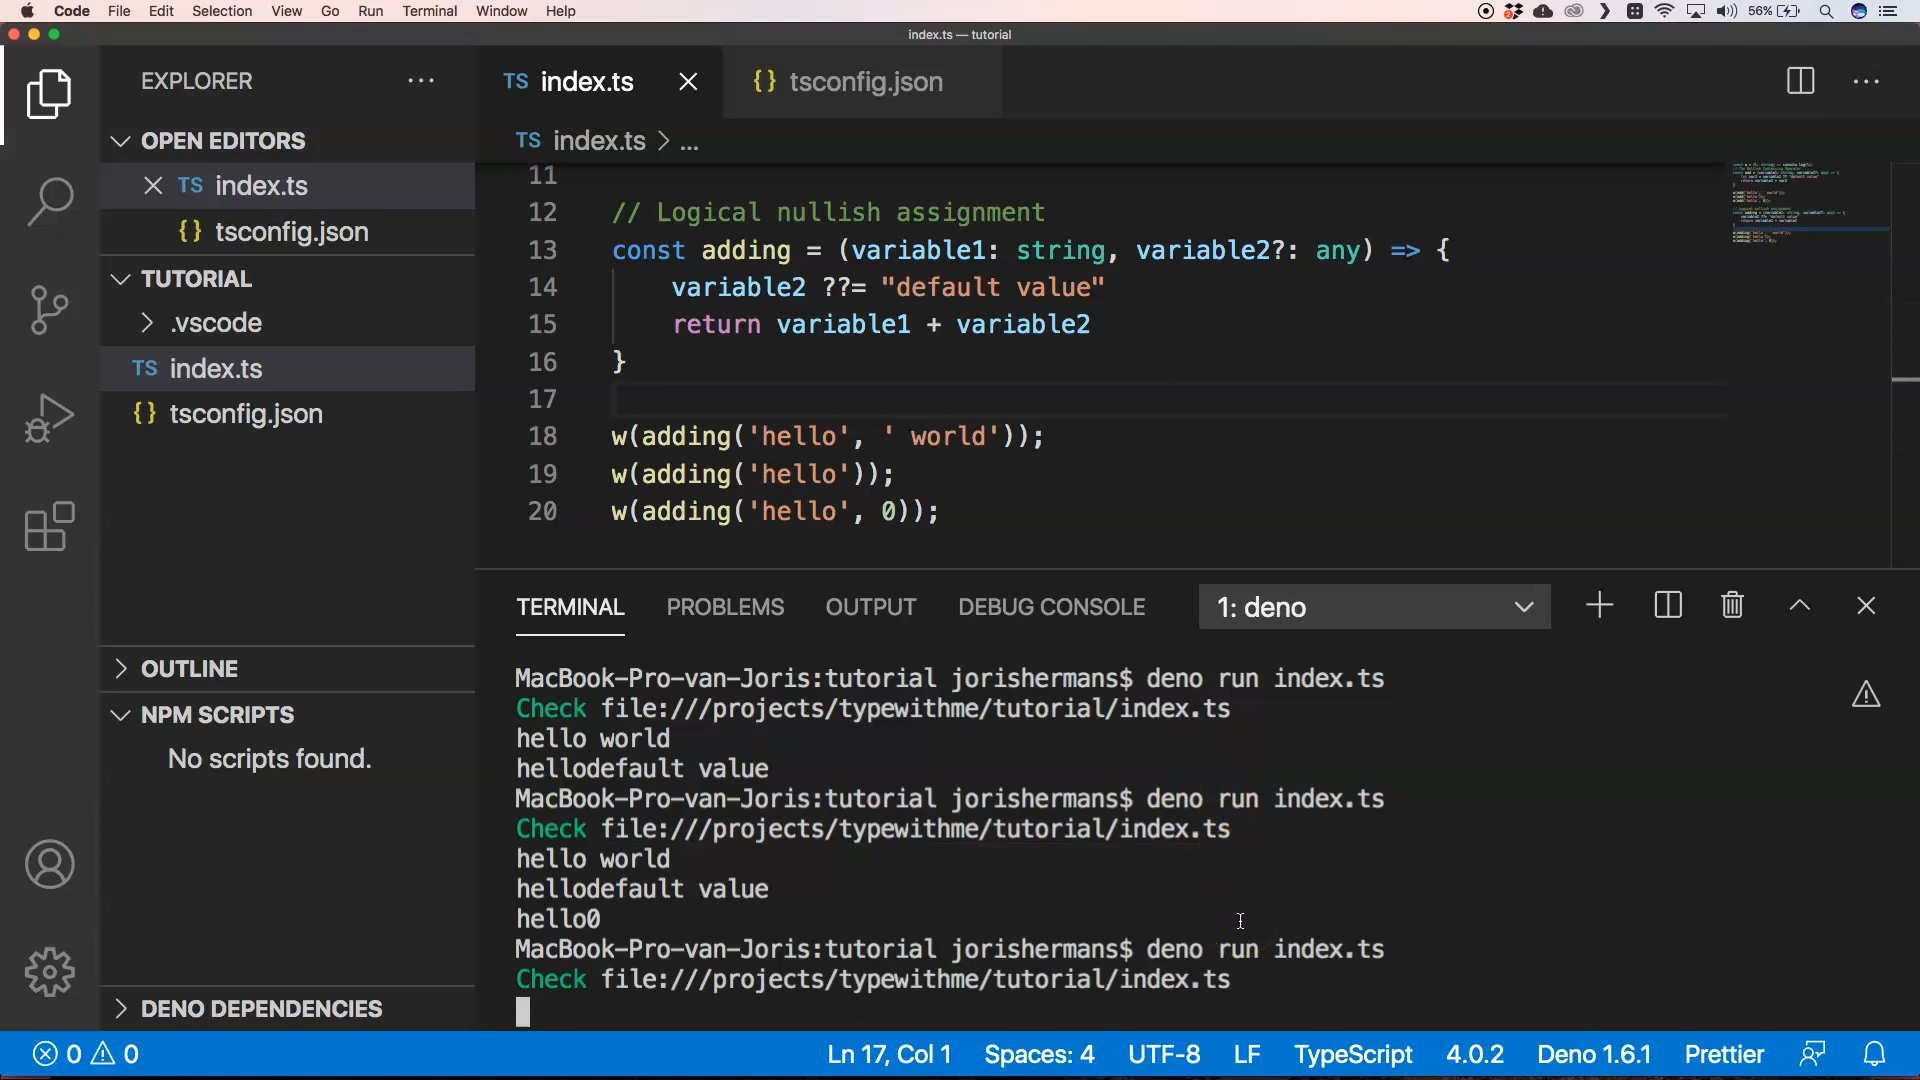 Code File Edit Selection View Go Run Terminal Window Help
2
56%
index.ts — tutorial
EXPLORER ...
OPEN EDITORS
TS index.ts
{} tsconfig.json
TUTORIAL
.vscode
TS index.ts
{} tsconfig.json
OUTLINE
NPM SCRIPTS
No scripts found.
DENO DEPENDENCIES
TS index.ts
{} tsconfig.json
...
TS index.ts > ...
11
12 // Logical nullish assignment
13 const adding = (variable1: string, variable2?: any) => {
14 variable2 ??= "default value"
15 return variable1 + variable2
16 }
17
18 w(adding('hello', ' world'));
19 w(adding('hello'));
20 w(adding('hello', 0));
TERMINAL PROBLEMS OUTPUT DEBUG CONSOLE 1: deno
MacBook-Pro-van-Joris:tutorial jorishermans$ deno run index.ts
Check file:///projects/typewithme/tutorial/index.ts
hello world
hellodefault value
MacBook-Pro-van-Joris:tutorial jorishermans$ deno run index.ts
Check file:///projects/typewithme/tutorial/index.ts
hello world
hellodefault value
hello0
MacBook-Pro-van-Joris:tutorial jorishermans$ deno run index.ts
Check file:///projects/typewithme/tutorial/index.ts
0 0 Ln 17, Col 1 Spaces: 4 UTF-8 LF TypeScript 4.0.2 Deno 1.6.1 Prettier